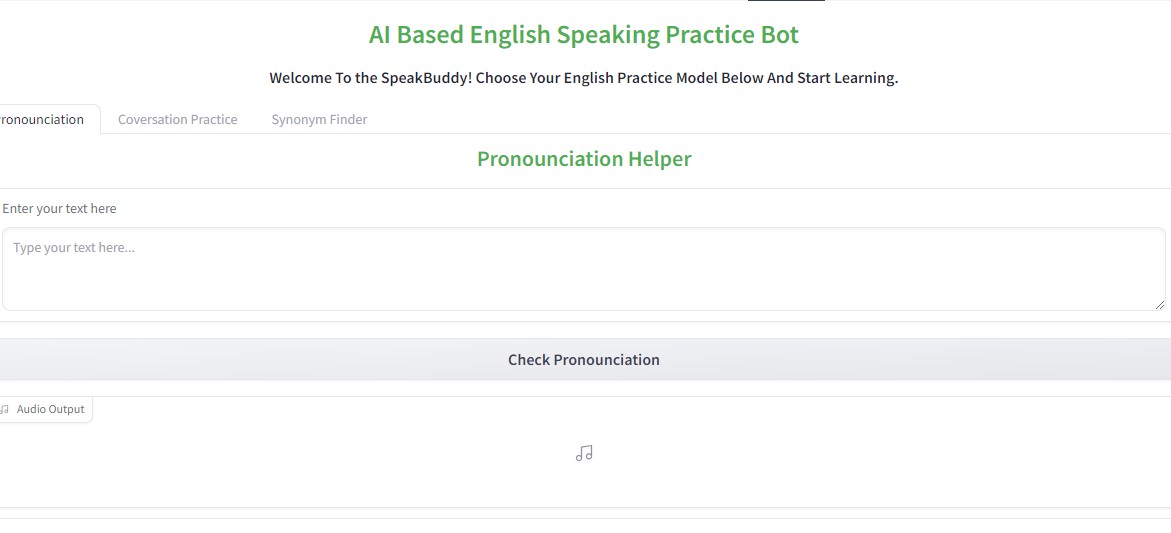 AI Based English Speaking Practice Bot
Welcome To the SpeakBuddy! Choose Your English Practice Model Below And Start Learning.
ronounciation Coversation Practice Synonym Finder
Pronounciation Helper
Enter your text here
Type your text here...
Check Pronounciation
Audio Output